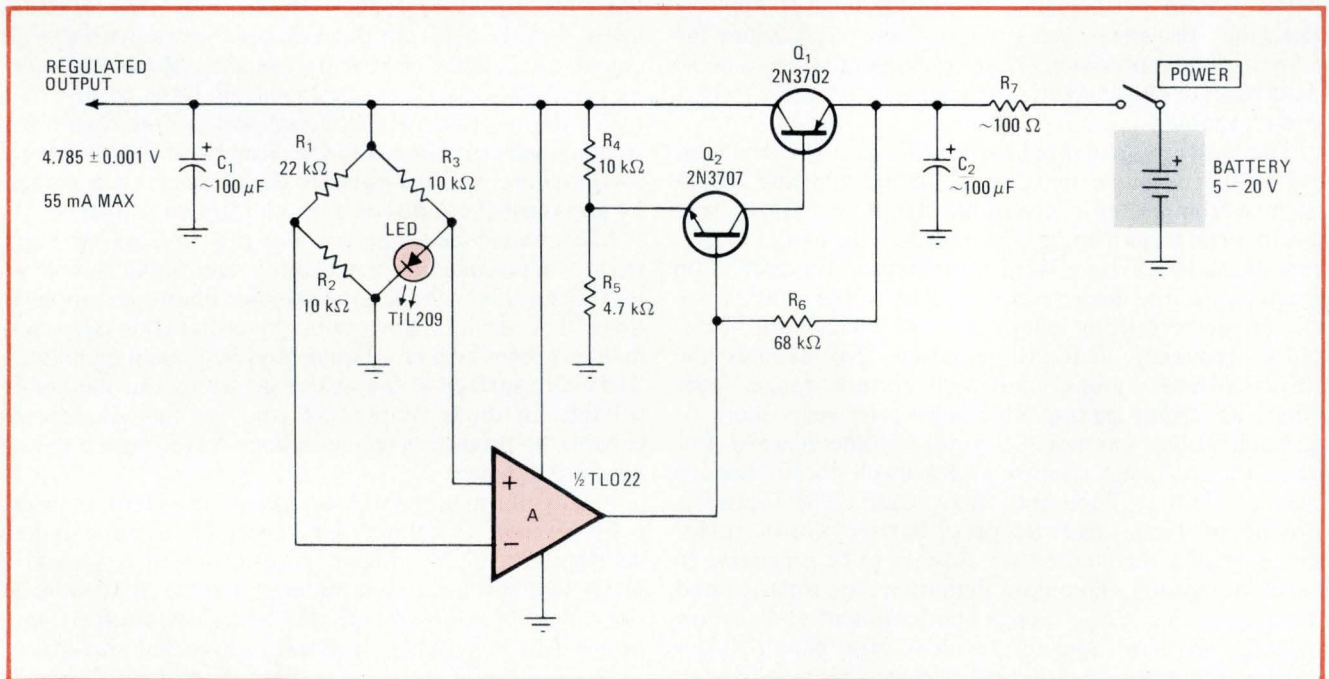 REGULATED
OUTPUT
4.785 ± 0.001 V
55 mA MAX
C₁
~100 µF
+
R₁
22 kΩ
R₂
10 kΩ
R₃
10 kΩ
LED
TIL209
R₄
10 kΩ
R₅
4.7 kΩ
Q₂
2N3707
Q₁
2N3702
R₆
68 kΩ
+
C₂
~100 µF
R₇
~100 Ω
POWER
+
BATTERY
5 – 20 V
½ TL022
+
A
−